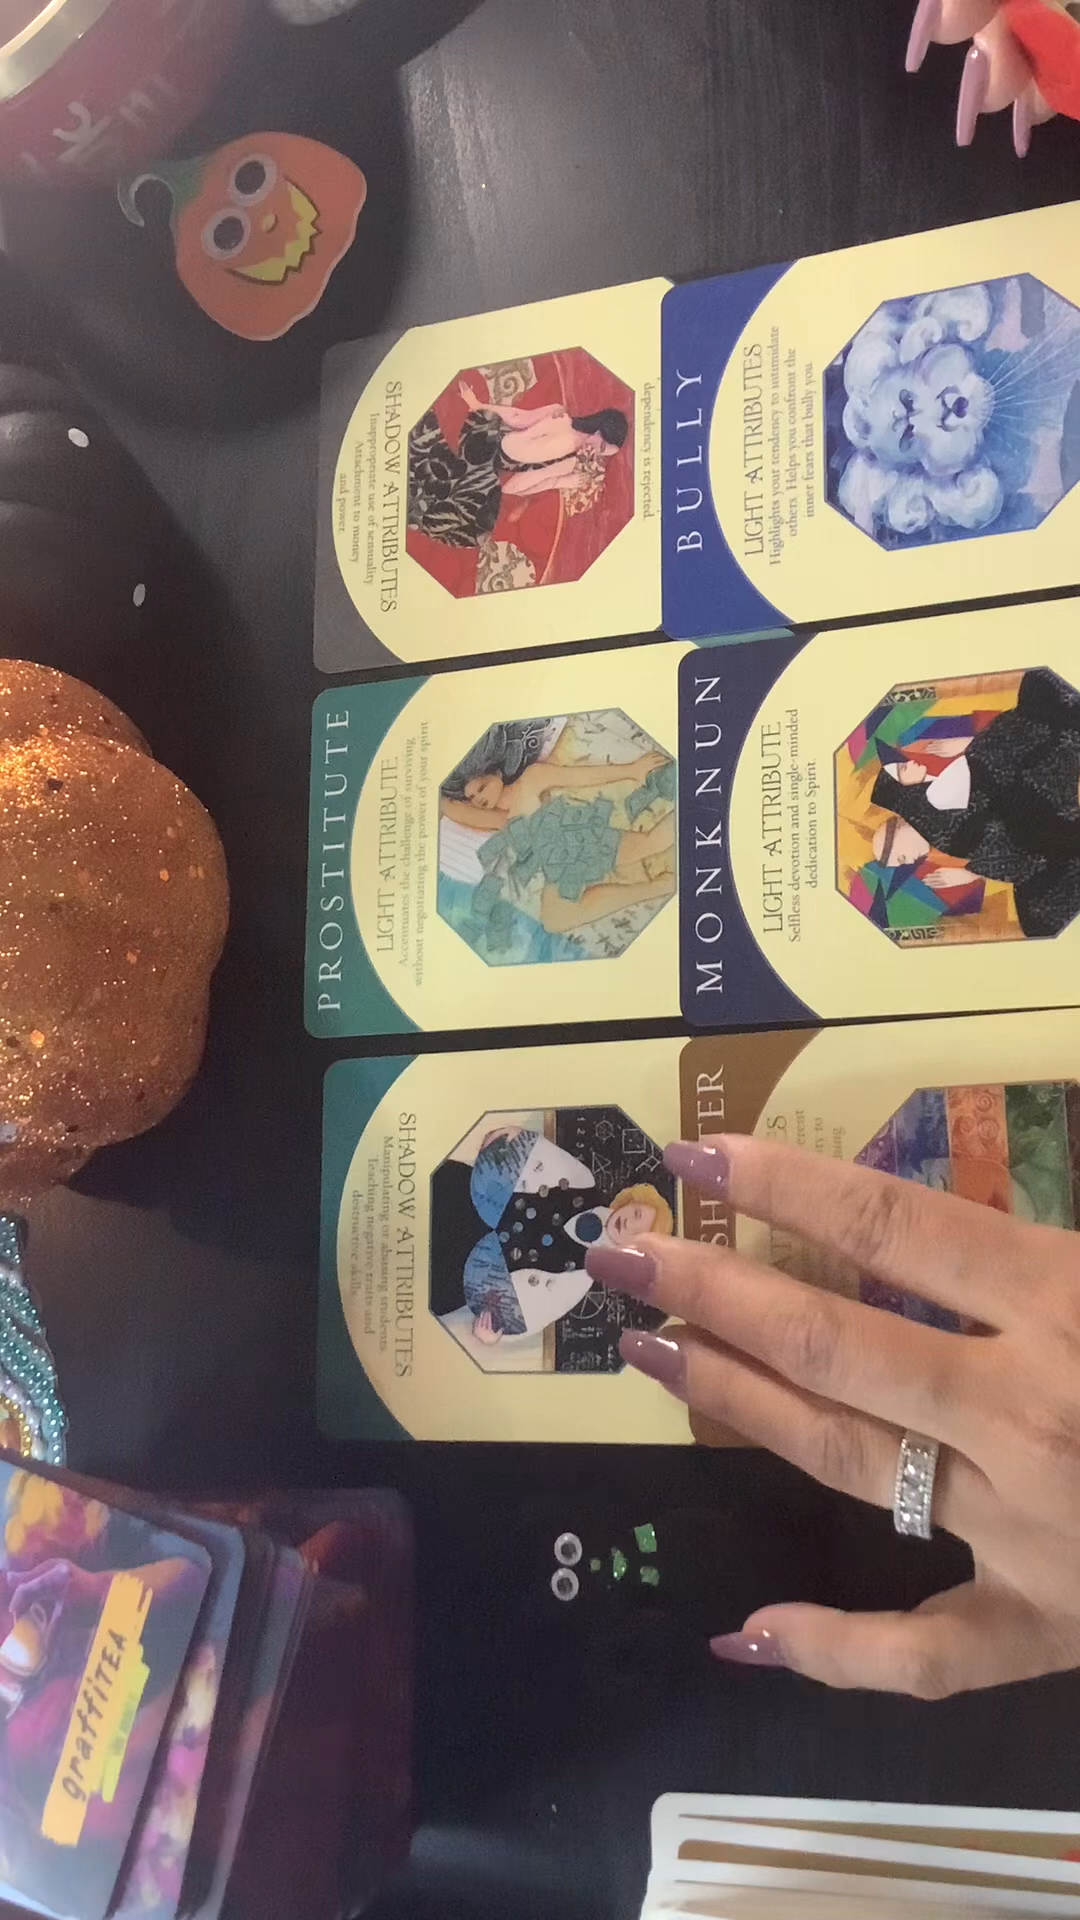 SHADOW ATTRIBUTES
Manipulating or abusing students.
Teaching negative traits and
destructive skills.
PROSTITUTE
LIGHT ATTRIBUTE
Accentuates the challenge of surviving
without negotiating the power of your spirit
SHADOW ATTRIBUTES
Inappropriate use of sensuality
Attachment to money
and power.
dependency is rejected
MONK/NUN
LIGHT ATTRIBUTE
Selfless devotion and single-minded
dedication to Spirit.
BULLY
LIGHT ATTRIBUTES
Highlights your tendency to intimidate
others. Helps you confront the
inner fears that bully you.
graffiTEA